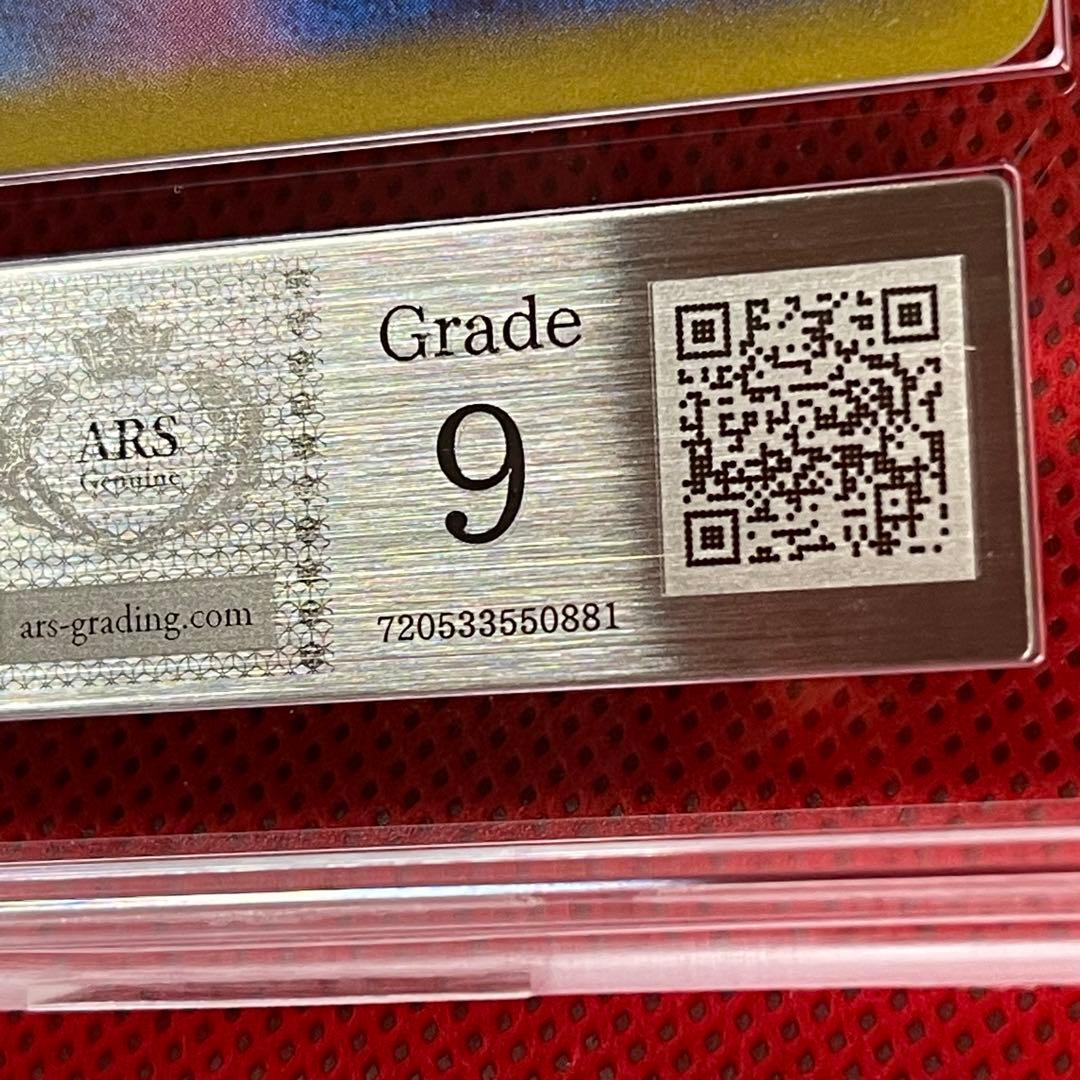 ARS
Genuine
ars-grading.com
Grade
9
720533550881